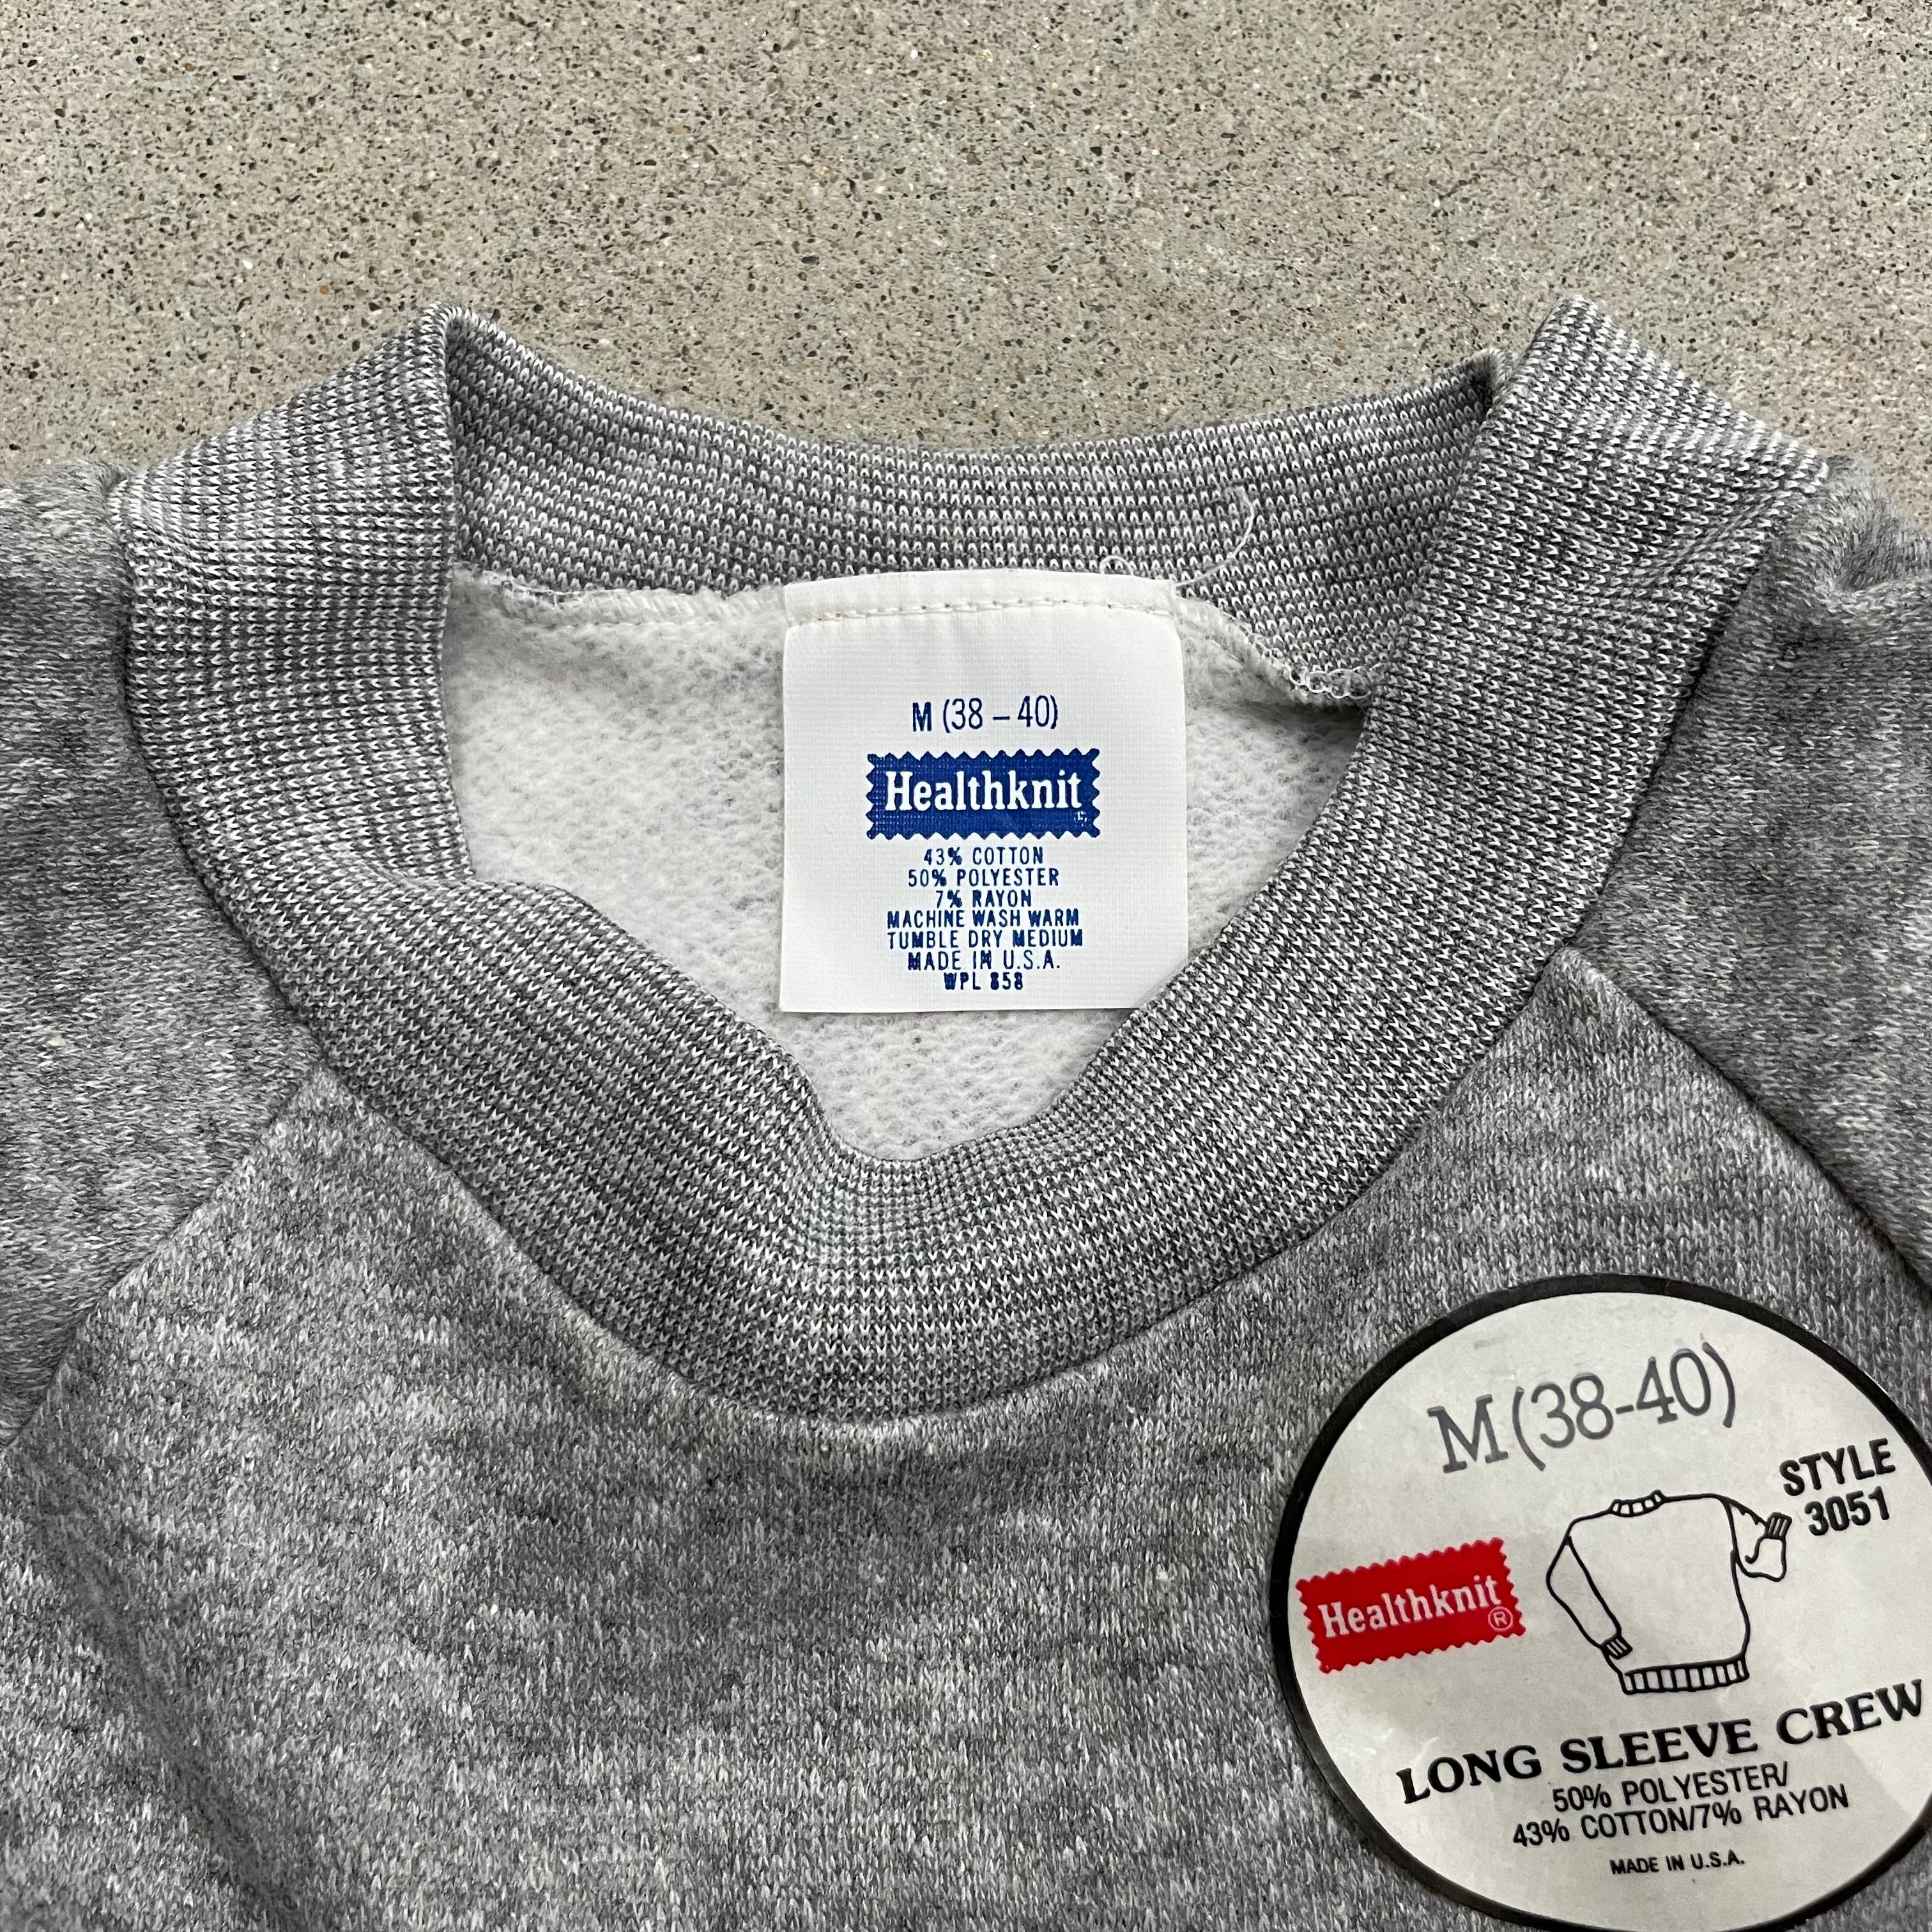 M (38 – 40)
Healthknit
43% COTTON
50% POLYESTER
7% RAYON
MACHINE WASH WARM
TUMBLE DRY MEDIUM
MADE IN U.S.A.
WPL 858
M (38-40)
STYLE
3051
Healthknit®
LONG SLEEVE CREW
50% POLYESTER/
43% COTTON/7% RAYON
MADE IN U.S.A.